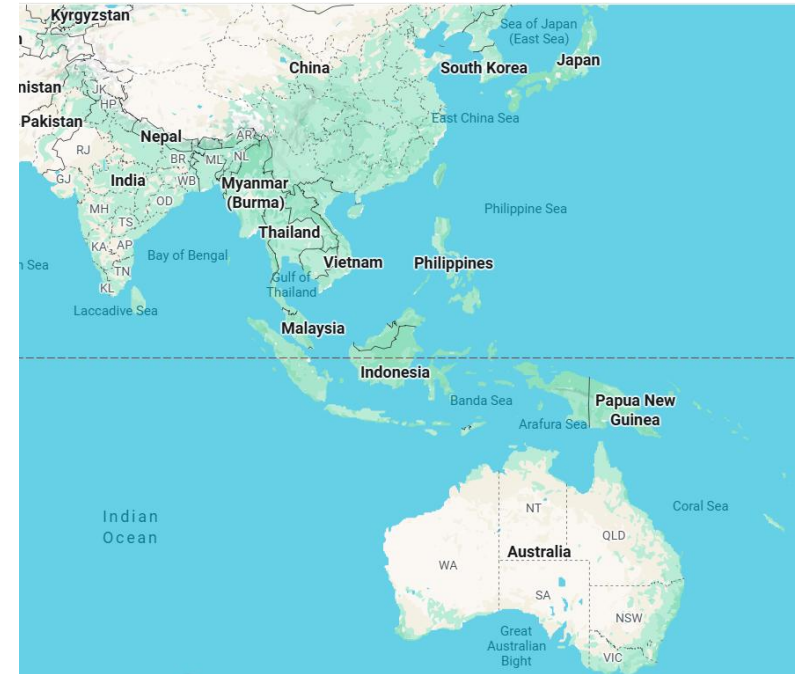 Kyrgyzstan
Sea of Japan
(East Sea)
China
South Korea
Japan
nistan
JK
HP
Pakistan
East China Sea
Nepal
AR
RJ
BR
ML
NL
GJ
India
WB
Myanmar
(Burma)
OD
MH
Philippine Sea
TS
Thailand
KA
AP
Bay of Bengal
n Sea
Vietnam
Philippines
TN
Gulf of
Thailand
KL
Laccadive Sea
Malaysia
Indonesia
Banda Sea
Papua New
Guinea
Arafura Sea
Indian
Ocean
NT
Coral Sea
QLD
Australia
WA
SA
NSW
Great
Australian
Bight
VIC